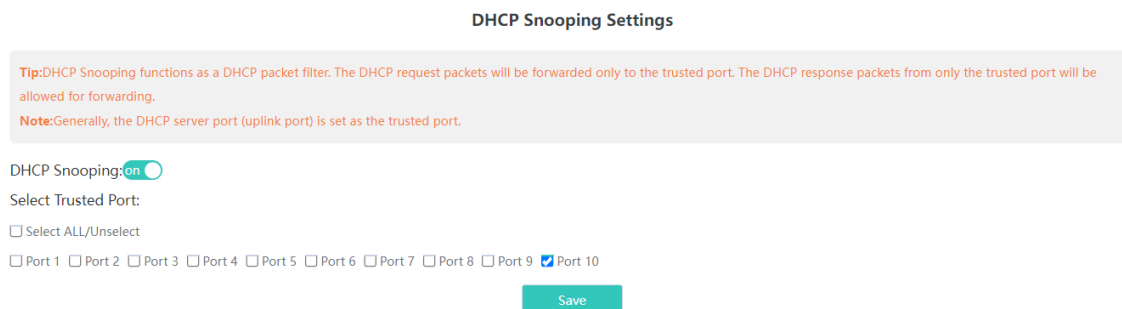 DHCP Snooping Settings
Tip:DHCP Snooping functions as a DHCP packet filter. The DHCP request packets will be forwarded only to the trusted port. The DHCP response packets from only the trusted port will be
allowed for forwarding.
Note:Generally, the DHCP server port (uplink port) is set as the trusted port.
DHCP Snooping: on
Select Trusted Port:
Select ALL/Unselect
Port 1 Port 2 Port 3 Port 4 Port 5 Port 6 Port 7 Port 8 Port 9 Port 10
Save